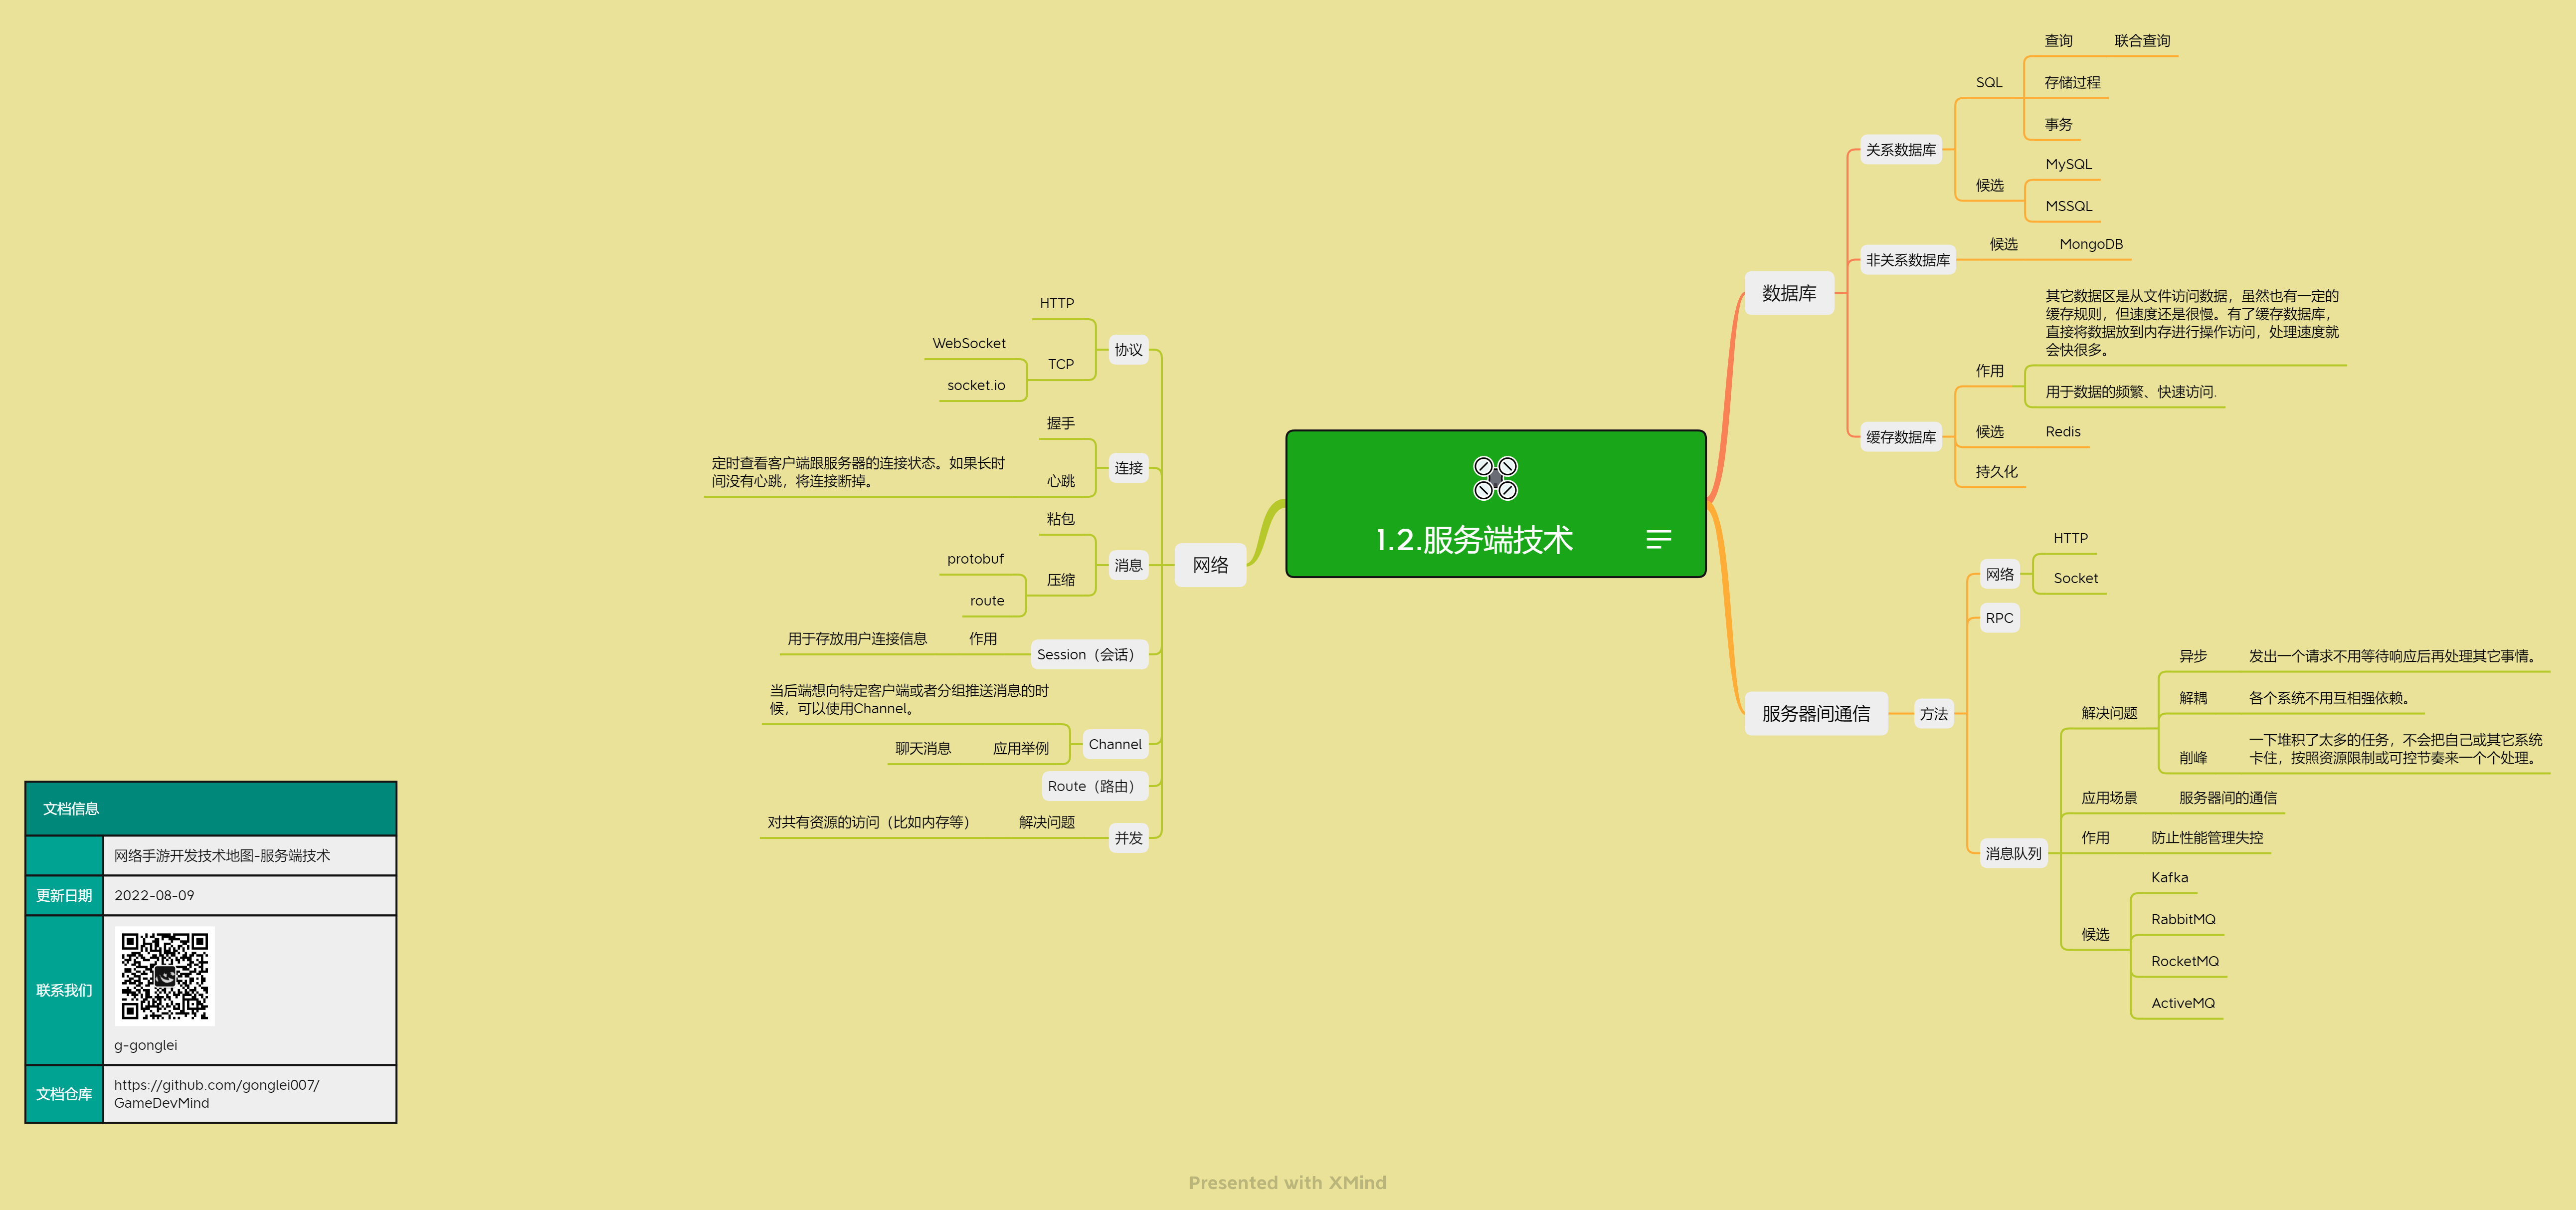 1.2.服务端技术
数据库
关系数据库
SQL
查询
联合查询
存储过程
事务
候选
MySQL
MSSQL
非关系数据库
候选
MongoDB
缓存数据库
作用
其它数据区是从文件访问数据，虽然也有一定的
缓存规则，但速度还是很慢。有了缓存数据库，
直接将数据放到内存进行操作访问，处理速度就
会快很多。
用于数据的频繁、快速访问.
候选
Redis
持久化
服务器间通信
方法
网络
HTTP
Socket
RPC
消息队列
解决问题
异步
发出一个请求不用等待响应后再处理其它事情。
解耦
各个系统不用互相强依赖。
削峰
一下堆积了太多的任务，不会把自己或其它系统
卡住，按照资源限制或可控节奏来一个个处理。
应用场景
服务器间的通信
作用
防止性能管理失控
候选
Kafka
RabbitMQ
RocketMQ
ActiveMQ
网络
协议
HTTP
TCP
WebSocket
socket.io
连接
握手
心跳
定时查看客户端跟服务器的连接状态。如果长时
间没有心跳，将连接断掉。
消息
粘包
压缩
protobuf
route
Session（会话）
作用
用于存放用户连接信息
Channel
当后端想向特定客户端或者分组推送消息的时
候，可以使用Channel。
应用举例
聊天消息
Route（路由）
并发
解决问题
对共有资源的访问（比如内存等）
文档信息
网络手游开发技术地图-服务端技术
更新日期
2022-08-09
联系我们
g-gonglei
文档仓库
https://github.com/gonglei007/
GameDevMind
Presented with XMind